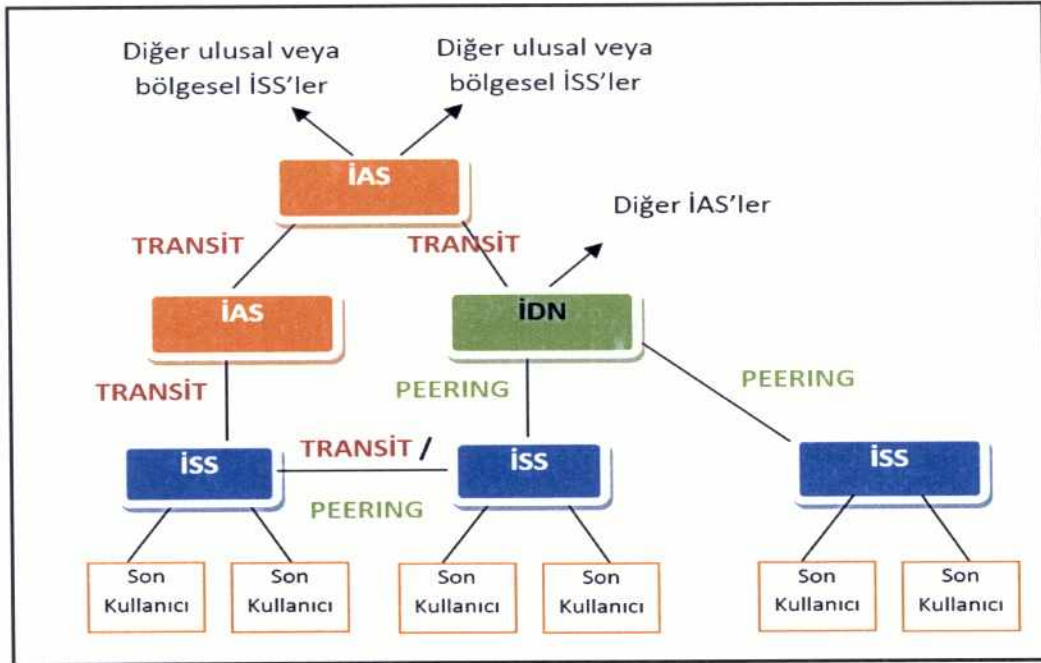 Diğer ulusal veya
bölgesel İSS’ler
Diğer ulusal veya
bölgesel İSS’ler
İAS
Diğer İAS’ler
TRANSİT
TRANSİT
İAS
İDN
TRANSİT
PEERING
PEERING
İSS
TRANSİT /
PEERING
İSS
İSS
Son
Kullanıcı
Son
Kullanıcı
Son
Kullanıcı
Son
Kullanıcı
Son
Kullanıcı
Son
Kullanıcı